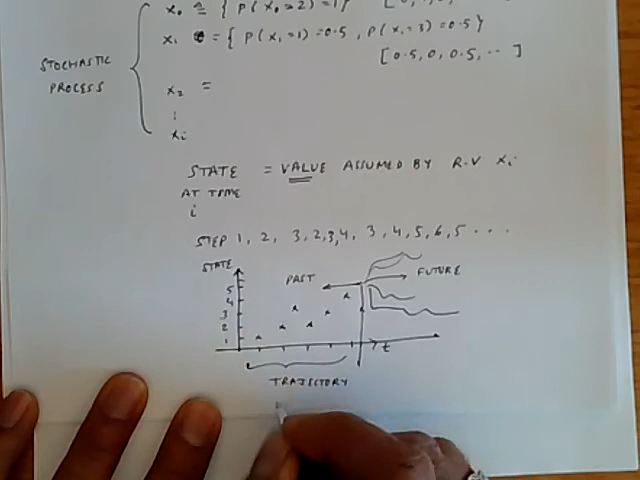 X₀ ≙ { P(X₀=2)=1 } [0, 1,
STOCHASTIC PROCESS
X₁ = { P(X₁=1)=0.5 , P(X₁=3)=0.5 }
[0.5, 0, 0.5, -- ]
X₂ =
:
Xi
STATE = VALUE ASSUMED BY R.V Xi
AT TIME
i
STEP 1, 2, 3, 2, 3, 4, 3, 4, 5, 6, 5 . . .
STATE
PAST
FUTURE
5
4
3
2
1
t
TRAJECTORY